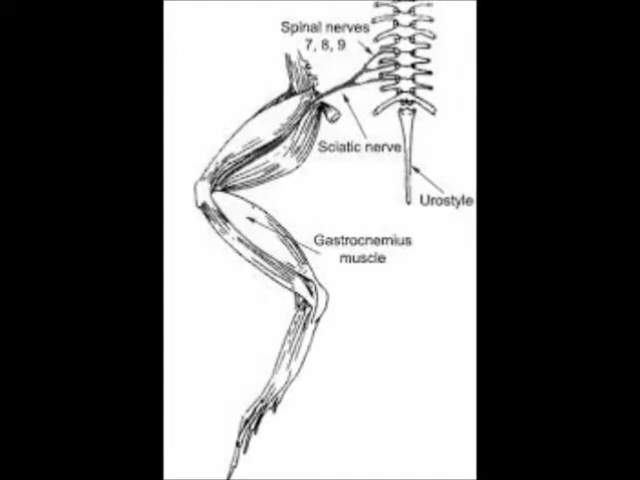 Spinal nerves
7, 8, 9
Sciatic nerve
Urostyle
Gastrocnemius
muscle